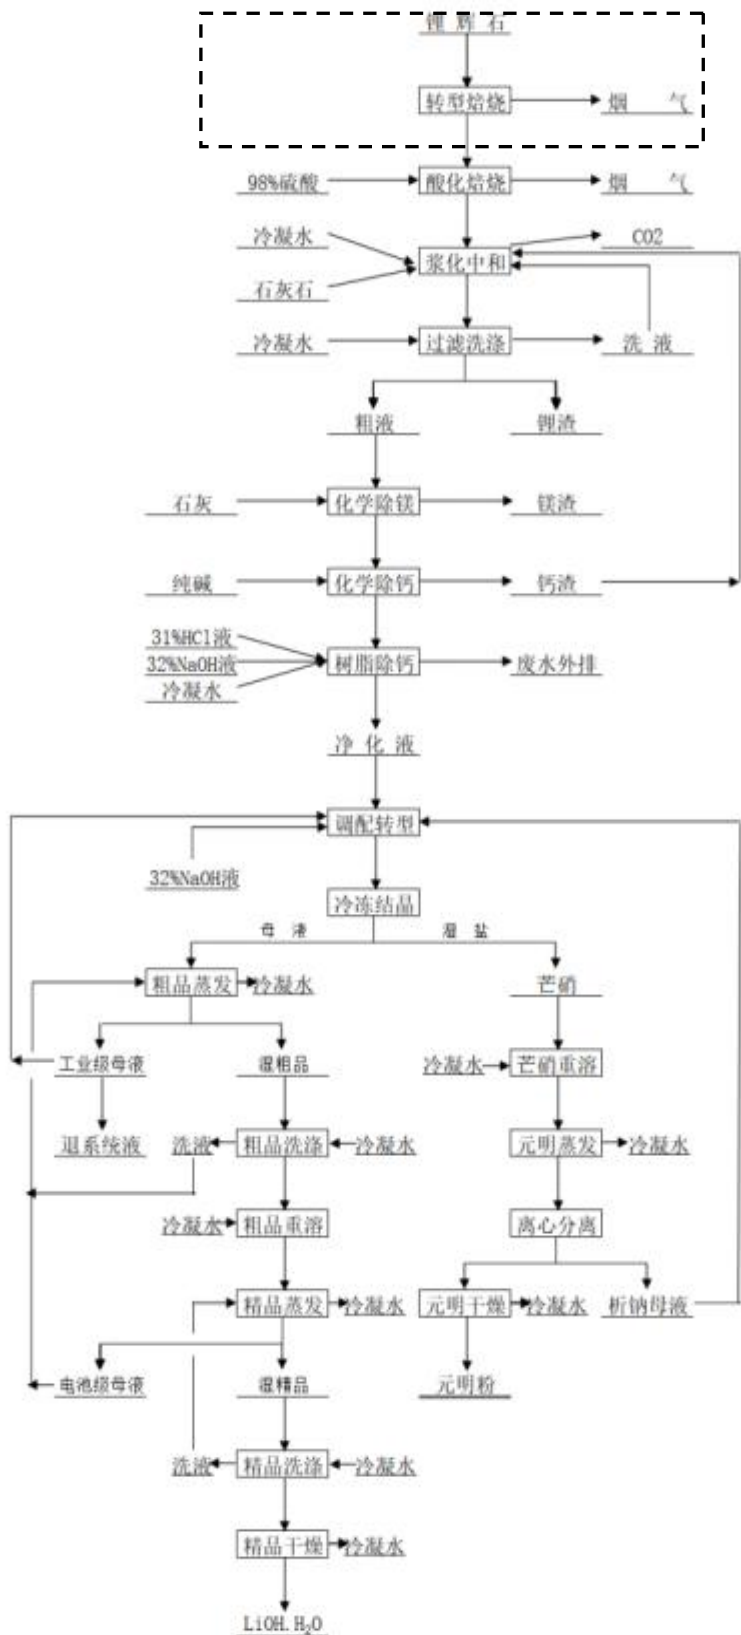 锂 辉 石
转型焙烧 烟 气
98%硫酸 酸化焙烧 烟 气
冷凝水 CO2
浆化中和
石灰石
冷凝水 过滤洗涤 洗 液
粗液 锂渣
石灰 化学除镁 镁渣
纯碱 化学除钙 钙渣
31%HCl液
32%NaOH液 树脂除钙 废水外排
冷凝水
净 化 液
调配转型
32%NaOH液
冷冻结晶
母 液 湿 盐
粗品蒸发 冷凝水 芒硝
工业级母液 湿粗品 冷凝水 芒硝重溶
退系统液 洗液 粗品洗涤 冷凝水 元明蒸发 冷凝水
冷凝水 粗品重溶 离心分离
精品蒸发 冷凝水 元明干燥 冷凝水 析钠母液
电池级母液 湿精品 元明粉
洗液 精品洗涤 冷凝水
精品干燥 冷凝水
LiOH.H₂O